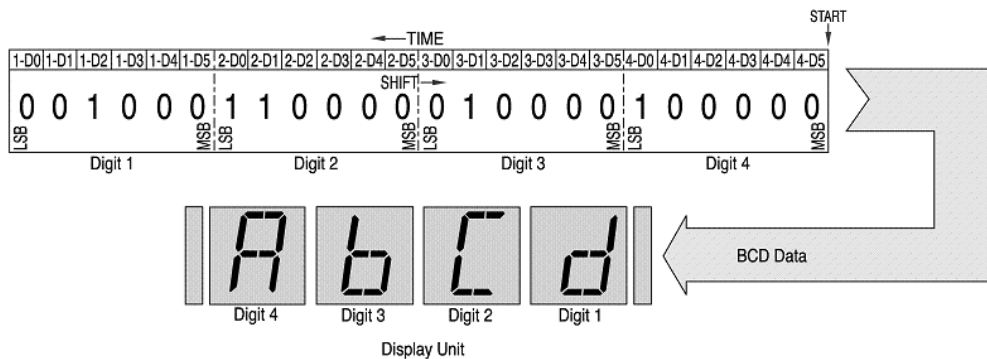 START
TIME
1-D0 1-D1 1-D2 1-D3 1-D4 1-D5 2-D0 2-D1 2-D2 2-D3 2-D4 2-D5 3-D0 3-D1 3-D2 3-D3 3-D4 3-D5 4-D0 4-D1 4-D2 4-D3 4-D4 4-D5
SHIFT
0 0 1 0 0 0 1 1 0 0 0 0 0 1 0 0 0 0 1 0 0 0 0 0
LSB MSB LSB MSB LSB MSB LSB MSB
Digit 1 Digit 2 Digit 3 Digit 4
A b C d
BCD Data
Digit 4 Digit 3 Digit 2 Digit 1
Display Unit